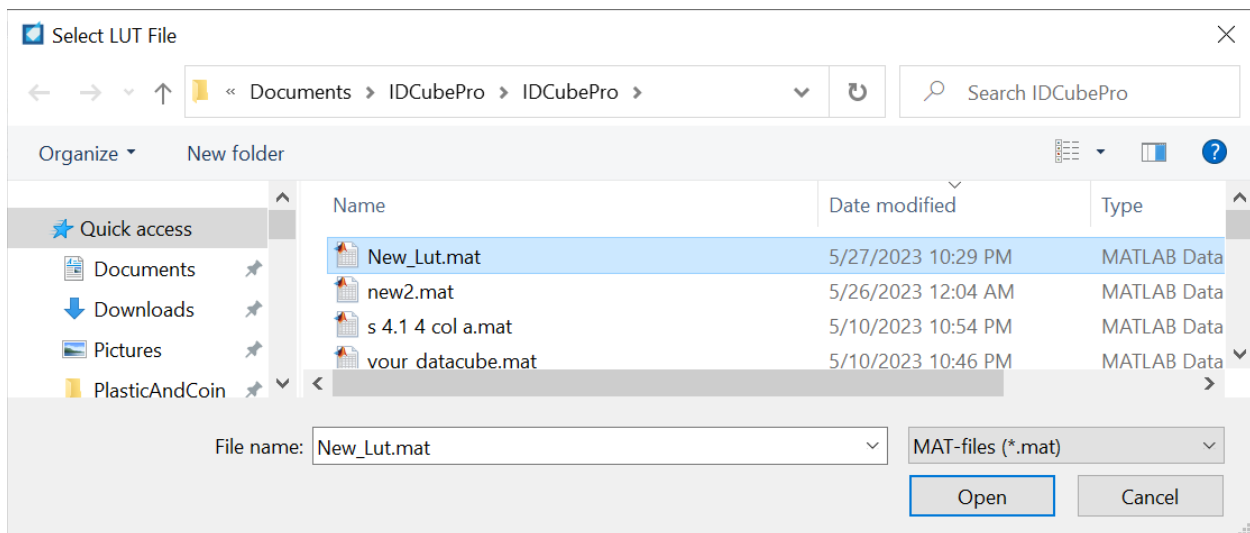 Select LUT File
« Documents > IDCubePro > IDCubePro >
Search IDCubePro
Organize
New folder
?
Name Date modified Type
Quick access
Documents
Downloads
Pictures
PlasticAndCoin
New_Lut.mat 5/27/2023 10:29 PM MATLAB Data
new2.mat 5/26/2023 12:04 AM MATLAB Data
s 4.1 4 col a.mat 5/10/2023 10:54 PM MATLAB Data
your_datacube.mat 5/10/2023 10:46 PM MATLAB Data
File name: New_Lut.mat MAT-files (*.mat)
Open Cancel